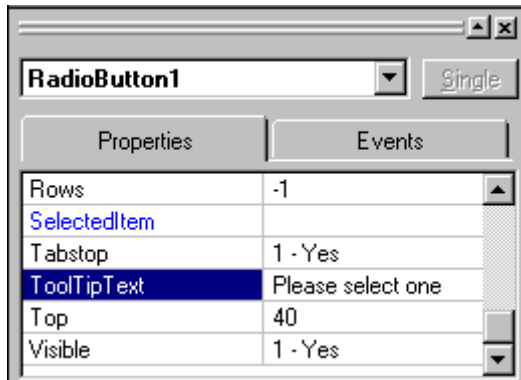 RadioButton1 Single
Properties Events
Rows -1
SelectedItem
Tabstop 1 - Yes
ToolTipText Please select one
Top 40
Visible 1 - Yes